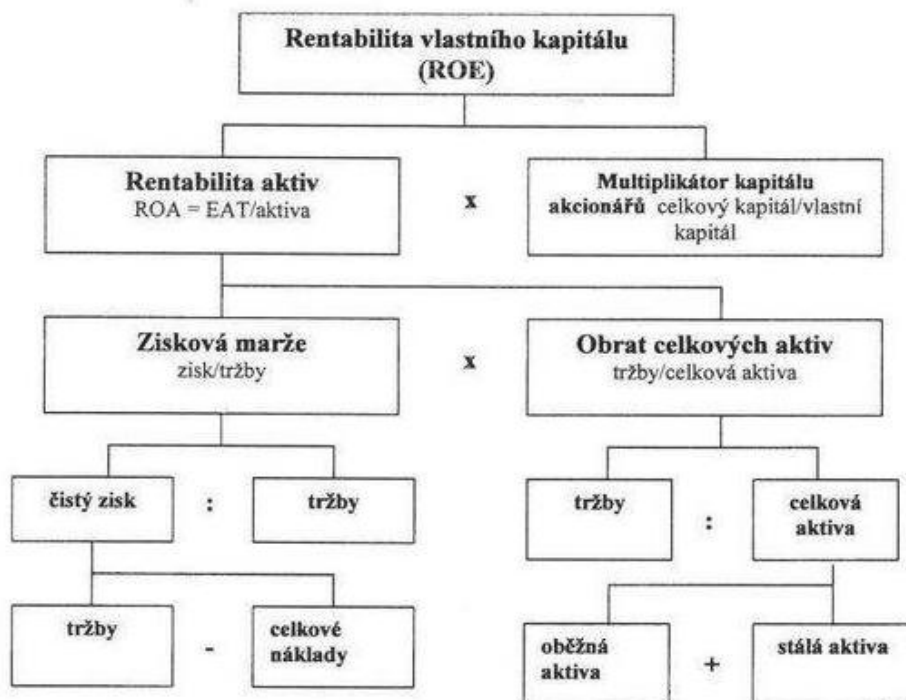 Rentabilita vlastního kapitálu
(ROE)
Rentabilita aktiv
ROA = EAT/aktiva
x
Multiplikátor kapitálu
akcionářů celkový kapitál/vlastní
kapitál
Zisková marže
zisk/tržby
x
Obrat celkových aktiv
tržby/celková aktiva
čistý zisk
:
tržby
tržby
:
celková
aktiva
tržby
-
celkové
náklady
oběžná
aktiva
+
stálá aktiva